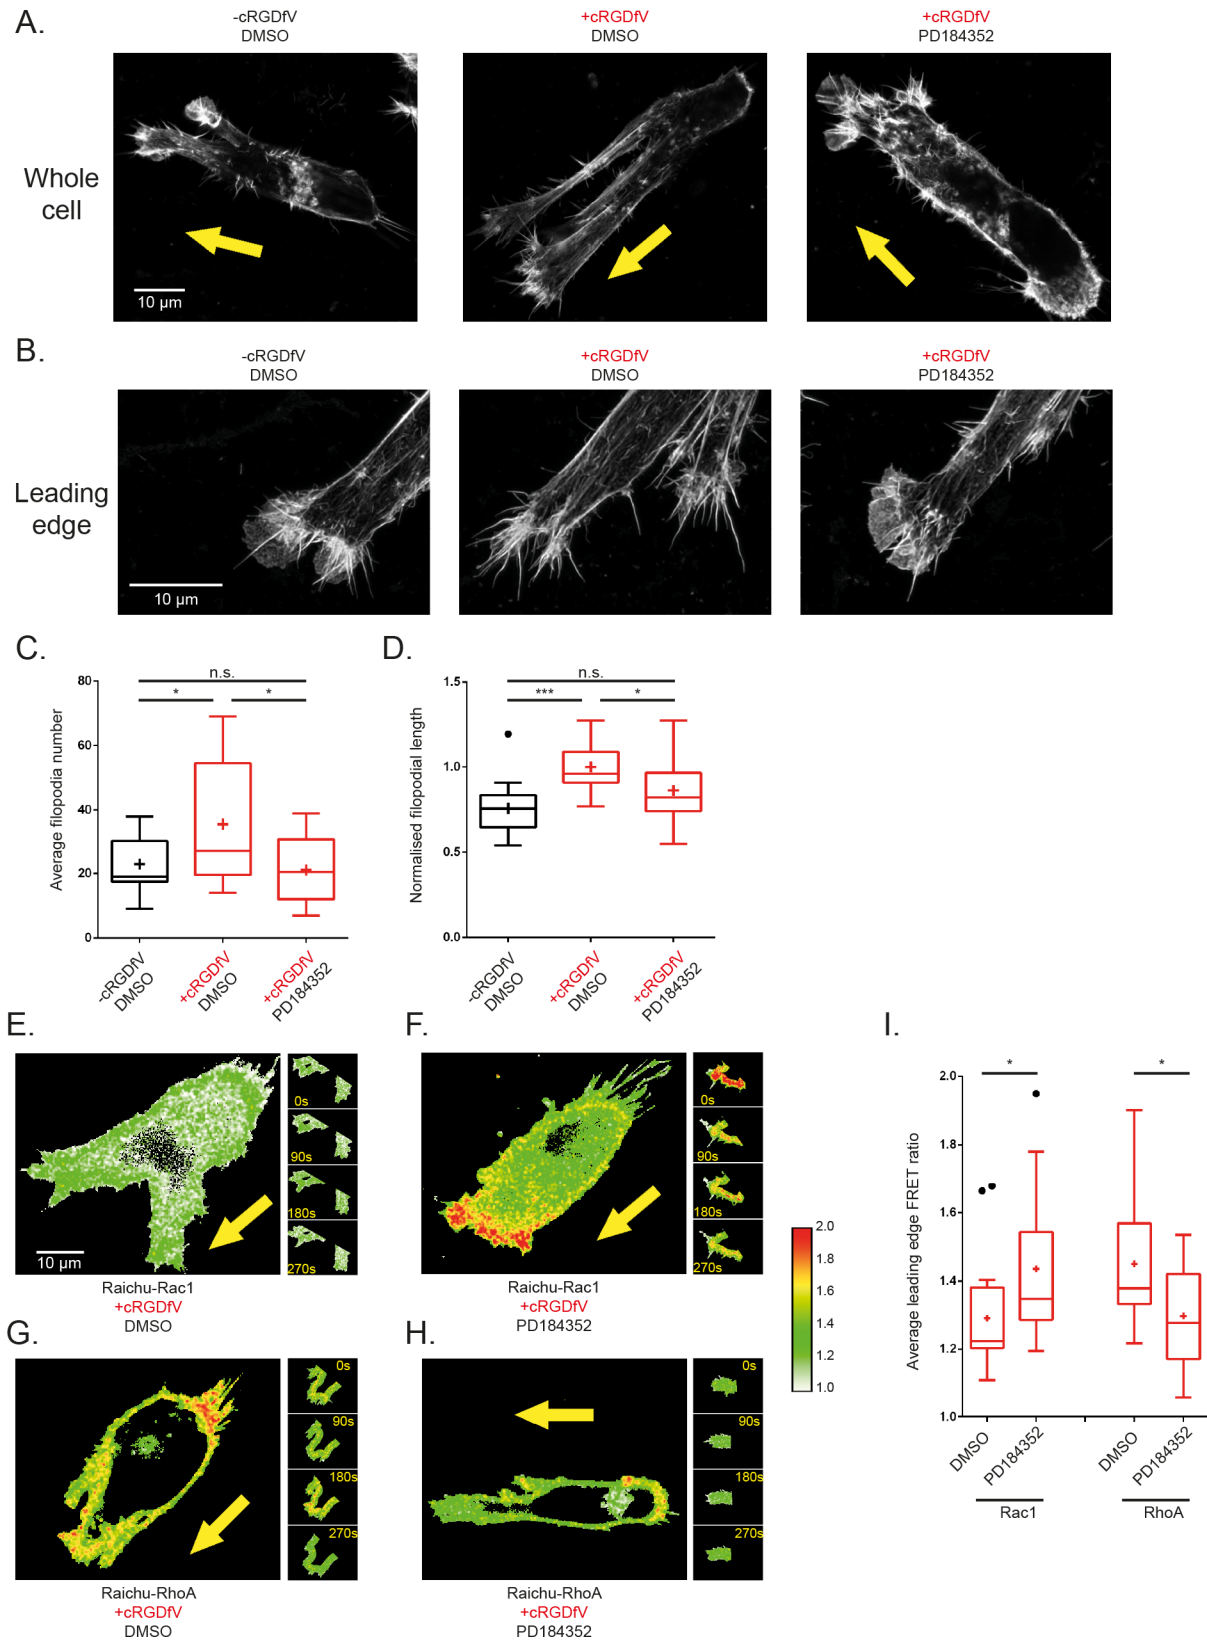 A.
-cRGDfV
DMSO
+cRGDfV
DMSO
+cRGDfV
PD184352
Whole
cell
10 µm
B.
-cRGDfV
DMSO
+cRGDfV
DMSO
+cRGDfV
PD184352
Leading
edge
10 µm
C.
n.s.
*
*
80
60
40
20
0
Average filopodia number
-cRGDfV
DMSO
+cRGDfV
DMSO
+cRGDfV
PD184352
D.
n.s.
***
*
1.5
1.0
0.5
0.0
Normalised filopodial length
-cRGDfV
DMSO
+cRGDfV
DMSO
+cRGDfV
PD184352
E.
0s
90s
180s
270s
10 µm
Raichu-Rac1
+cRGDfV
DMSO
F.
0s
90s
180s
270s
Raichu-Rac1
+cRGDfV
PD184352
2.0
1.8
1.6
1.4
1.2
1.0
G.
0s
90s
180s
270s
Raichu-RhoA
+cRGDfV
DMSO
H.
0s
90s
180s
270s
Raichu-RhoA
+cRGDfV
PD184352
I.
*
*
2.0
1.8
1.6
1.4
1.2
1.0
Average leading edge FRET ratio
DMSO
PD184352
DMSO
PD184352
Rac1
RhoA